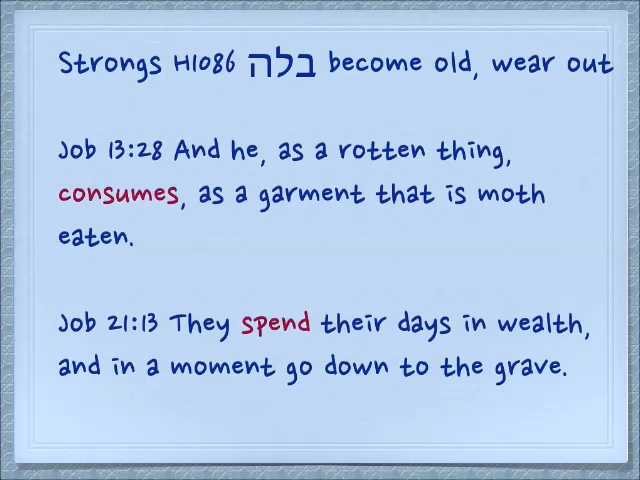 Strongs H1086 בלה become old, wear out
Job 13:28 And he, as a rotten thing,
consumes, as a garment that is moth
eaten.
Job 21:13 They spend their days in wealth,
and in a moment go down to the grave.